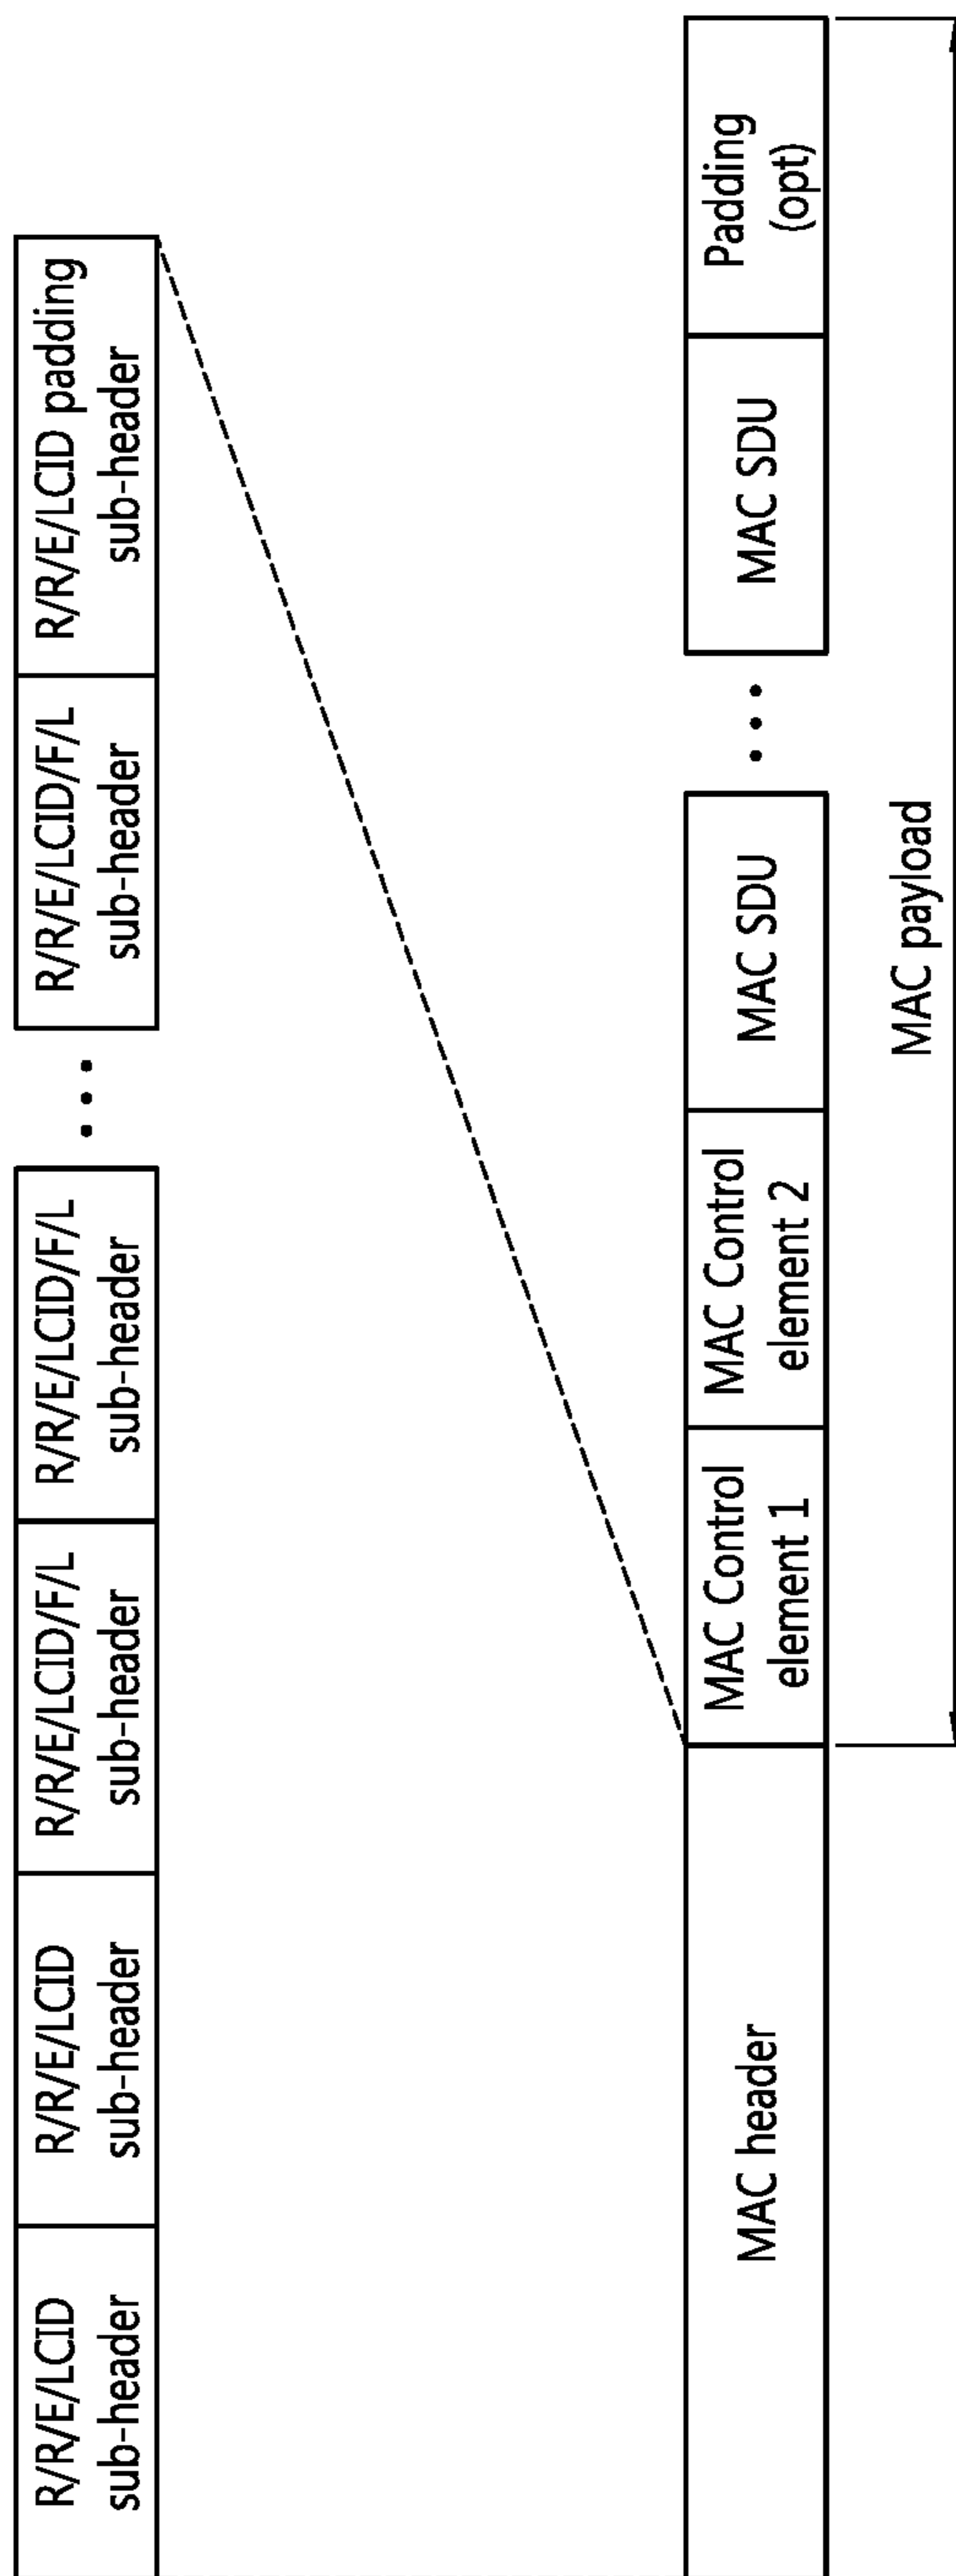 R/R/E/LCID
sub-header
R/R/E/LCID
sub-header
R/R/E/LCID/F/L
sub-header
R/R/E/LCID/F/L
sub-header
...
R/R/E/LCID/F/L
sub-header
R/R/E/LCID padding
sub-header
MAC header
MAC Control
element 1
MAC Control
element 2
MAC SDU
...
MAC SDU
Padding
(opt)
MAC payload